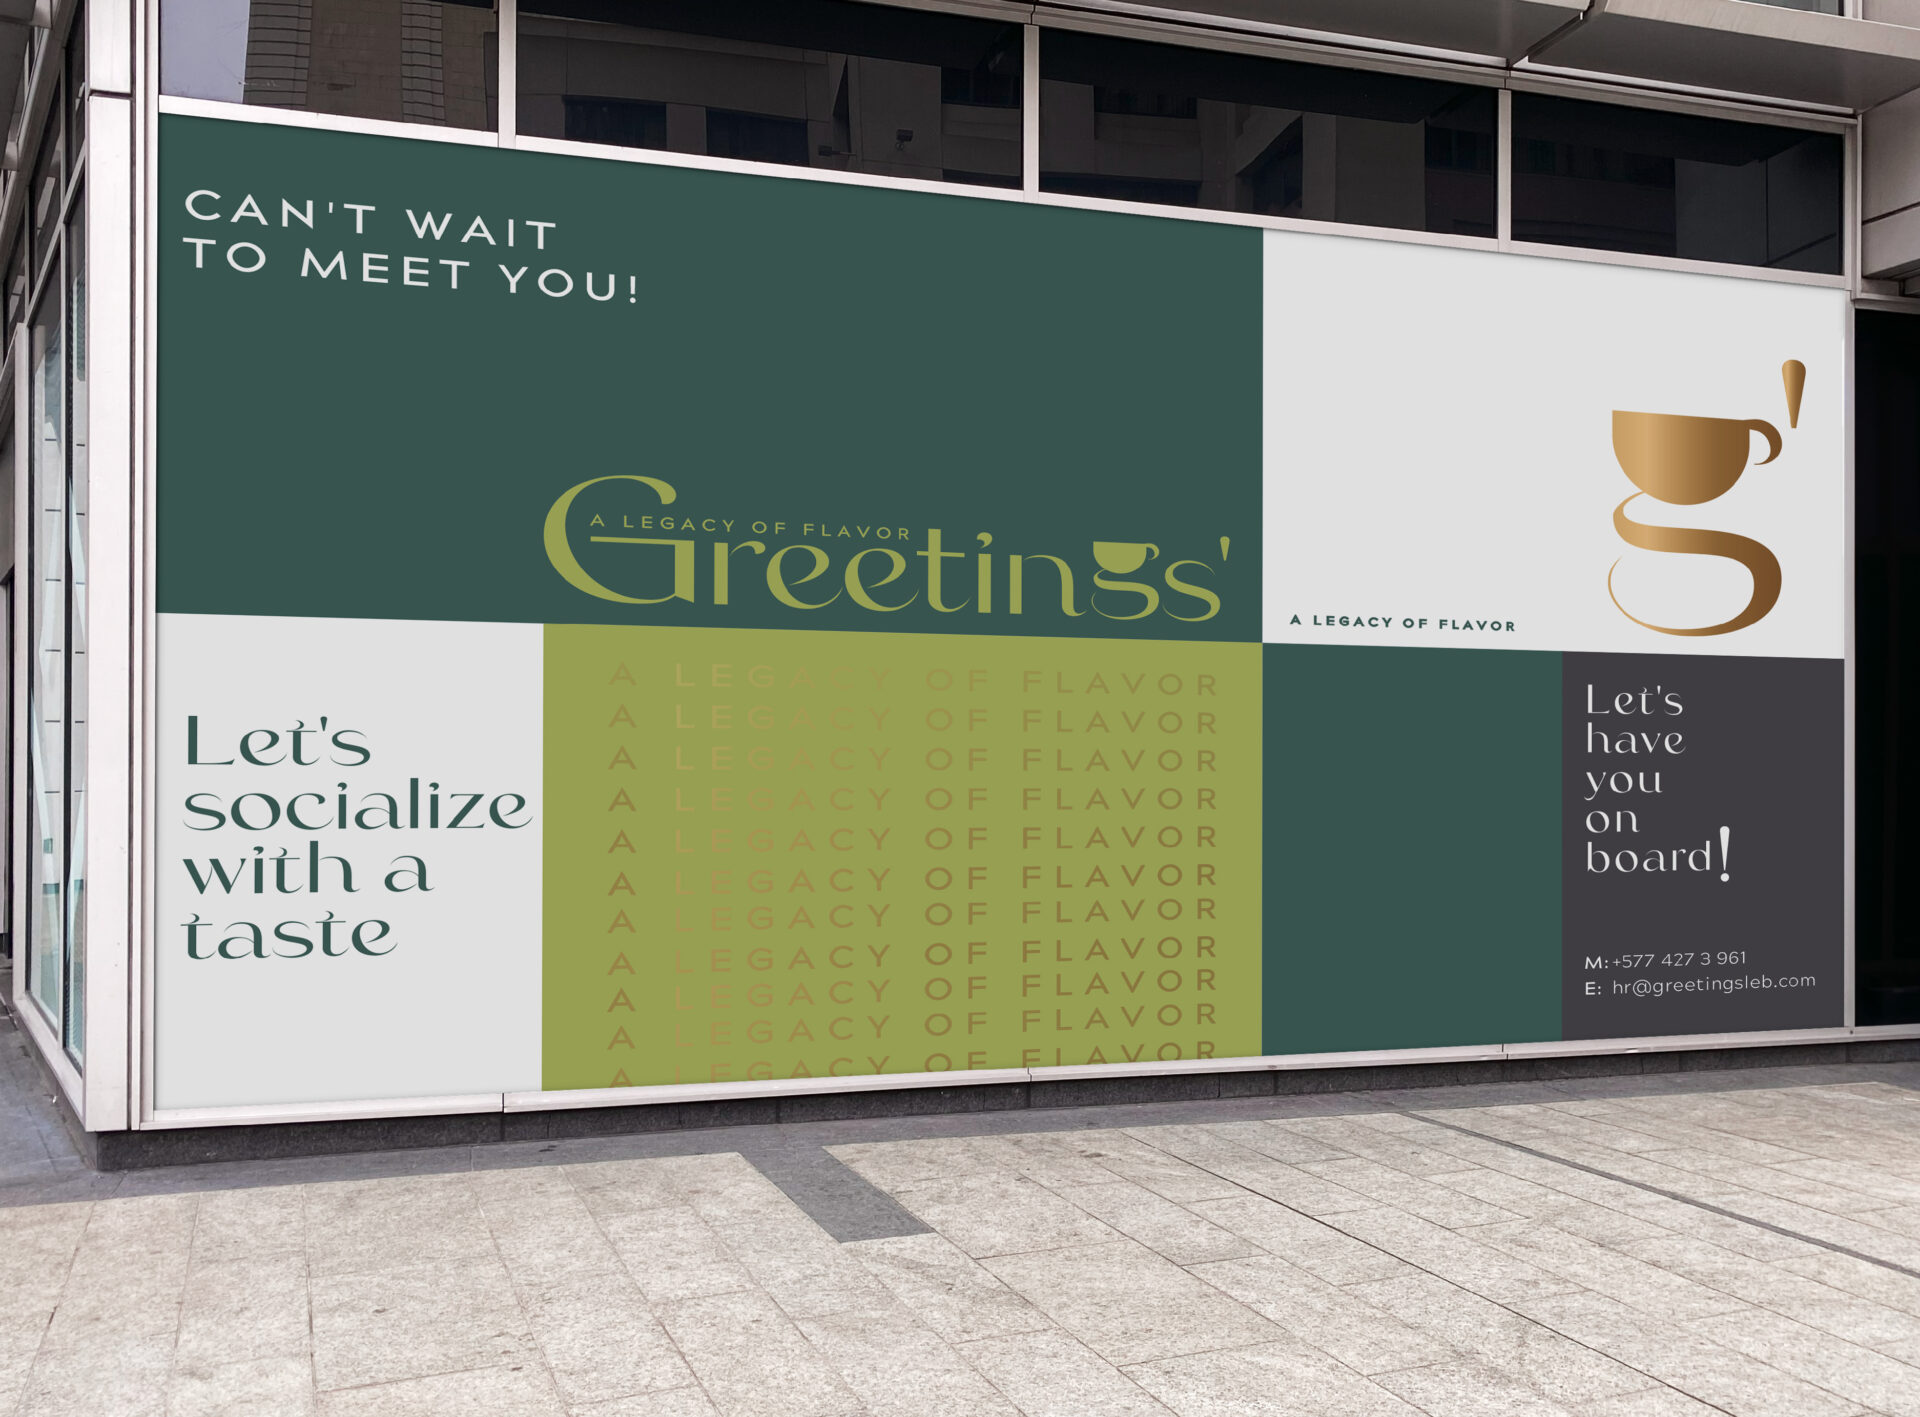 CAN'T WAIT
TO MEET YOU!
A LEGACY OF FLAVOR
Greetings'
g'
A LEGACY OF FLAVOR
Let's
socialize
with a
taste
A LEGACY OF FLAVOR
A LEGACY OF FLAVOR
A LEGACY OF FLAVOR
A LEGACY OF FLAVOR
A LEGACY OF FLAVOR
A LEGACY OF FLAVOR
A LEGACY OF FLAVOR
A LEGACY OF FLAVOR
A LEGACY OF FLAVOR
A LEGACY OF FLAVOR
A LEGACY OF FLAVOR
Let's
have
you
on
board!
M: +577 427 3 961
E: hr@greetingsleb.com